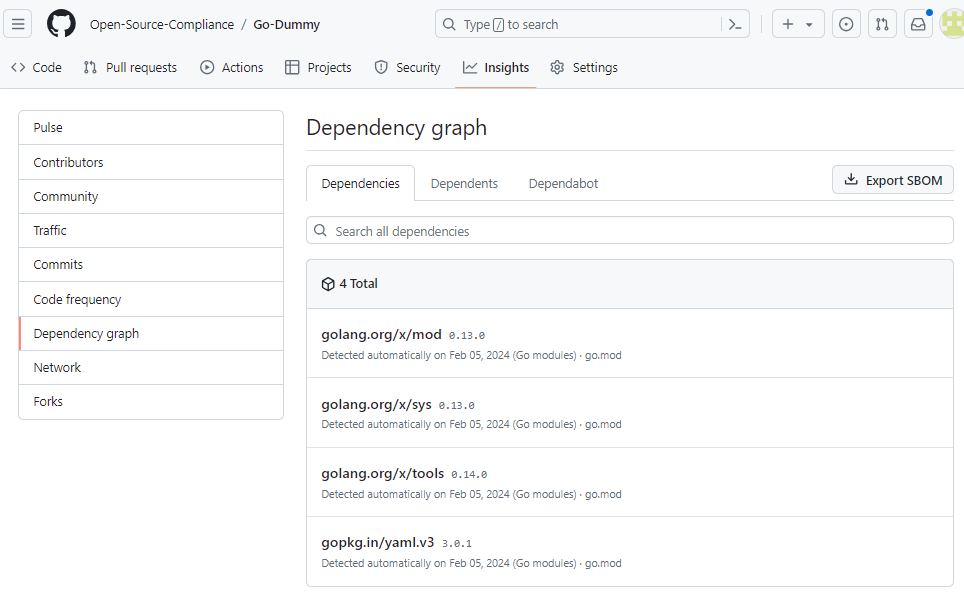 Open-Source-Compliance / Go-Dummy
Type / to search
Code
Pull requests
Actions
Projects
Security
Insights
Settings
Pulse
Contributors
Community
Traffic
Commits
Code frequency
Dependency graph
Network
Forks
Dependency graph
Dependencies
Dependents
Dependabot
Export SBOM
Search all dependencies
4 Total
golang.org/x/mod 0.13.0
Detected automatically on Feb 05, 2024 (Go modules) · go.mod
golang.org/x/sys 0.13.0
Detected automatically on Feb 05, 2024 (Go modules) · go.mod
golang.org/x/tools 0.14.0
Detected automatically on Feb 05, 2024 (Go modules) · go.mod
gopkg.in/yaml.v3 3.0.1
Detected automatically on Feb 05, 2024 (Go modules) · go.mod